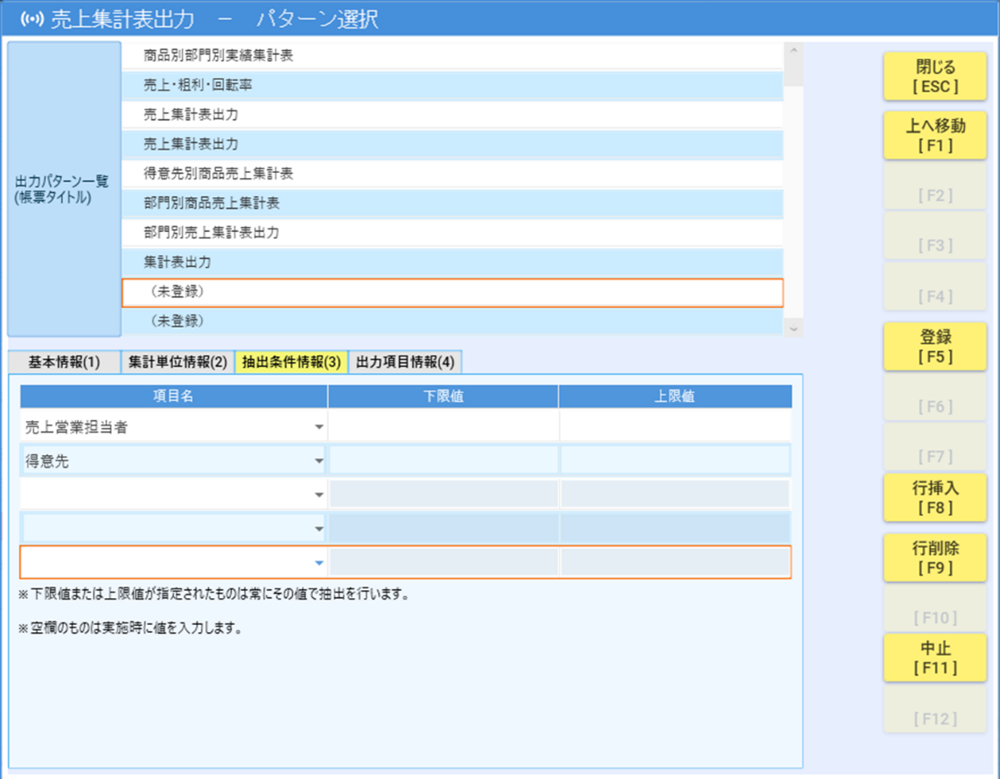 売上集計表出力 － パターン選択
商品別部門別実績集計表
売上・粗利・回転率
売上集計表出力
売上集計表出力
得意先別商品売上集計表
部門別商品売上集計表
部門別売上集計表出力
集計表出力
（未登録）
（未登録）
出力パターン一覧
(帳票タイトル)
基本情報(1) 集計単位情報(2) 抽出条件情報(3) 出力項目情報(4)
項目名 下限値 上限値
売上営業担当者
得意先
※下限値または上限値が指定されたものは常にその値で抽出を行います。
※空欄のものは実施時に値を入力します。
閉じる
[ ESC ]
上へ移動
[ F1 ]
[ F2 ]
[ F3 ]
[ F4 ]
登録
[ F5 ]
[ F6 ]
[ F7 ]
行挿入
[ F8 ]
行削除
[ F9 ]
[ F10 ]
中止
[ F11 ]
[ F12 ]